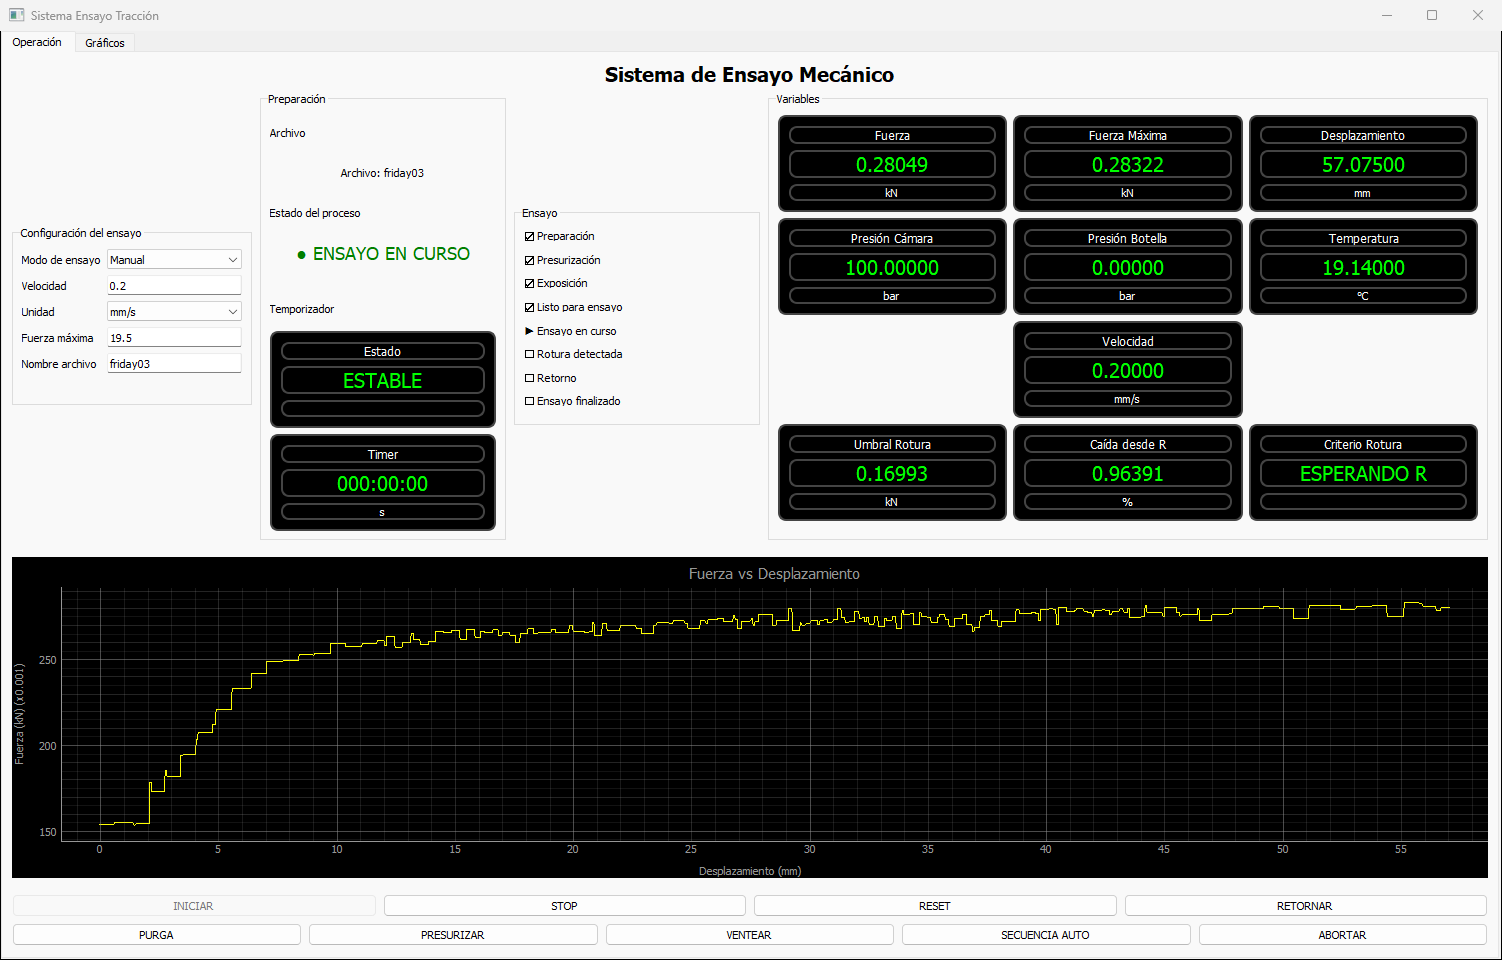 Sistema Ensayo Tracción
Operación
Gráficos
Sistema de Ensayo Mecánico
Configuración del ensayo
Modo de ensayo
Manual
Velocidad
0.2
Unidad
mm/s
Fuerza máxima
19.5
Nombre archivo
friday03
Preparación
Archivo
Archivo: friday03
Estado del proceso
● ENSAYO EN CURSO
Temporizador
Estado
ESTABLE
Timer
000:00:00
s
Ensayo
Preparación
Presurización
Exposición
Listo para ensayo
Ensayo en curso
Rotura detectada
Retorno
Ensayo finalizado
Variables
Fuerza
0.28049
kN
Fuerza Máxima
0.28322
kN
Desplazamiento
57.07500
mm
Presión Cámara
100.00000
bar
Presión Botella
0.00000
bar
Temperatura
19.14000
°C
Velocidad
0.20000
mm/s
Umbral Rotura
0.16993
kN
Caída desde R
0.96391
%
Criterio Rotura
ESPERANDO R
Fuerza vs Desplazamiento
Fuerza (kN) (x0.001)
250
200
150
0 5 10 15 20 25 30 35 40 45 50 55
Desplazamiento (mm)
INICIAR
STOP
RESET
RETORNAR
PURGA
PRESURIZAR
VENTEAR
SECUENCIA AUTO
ABORTAR